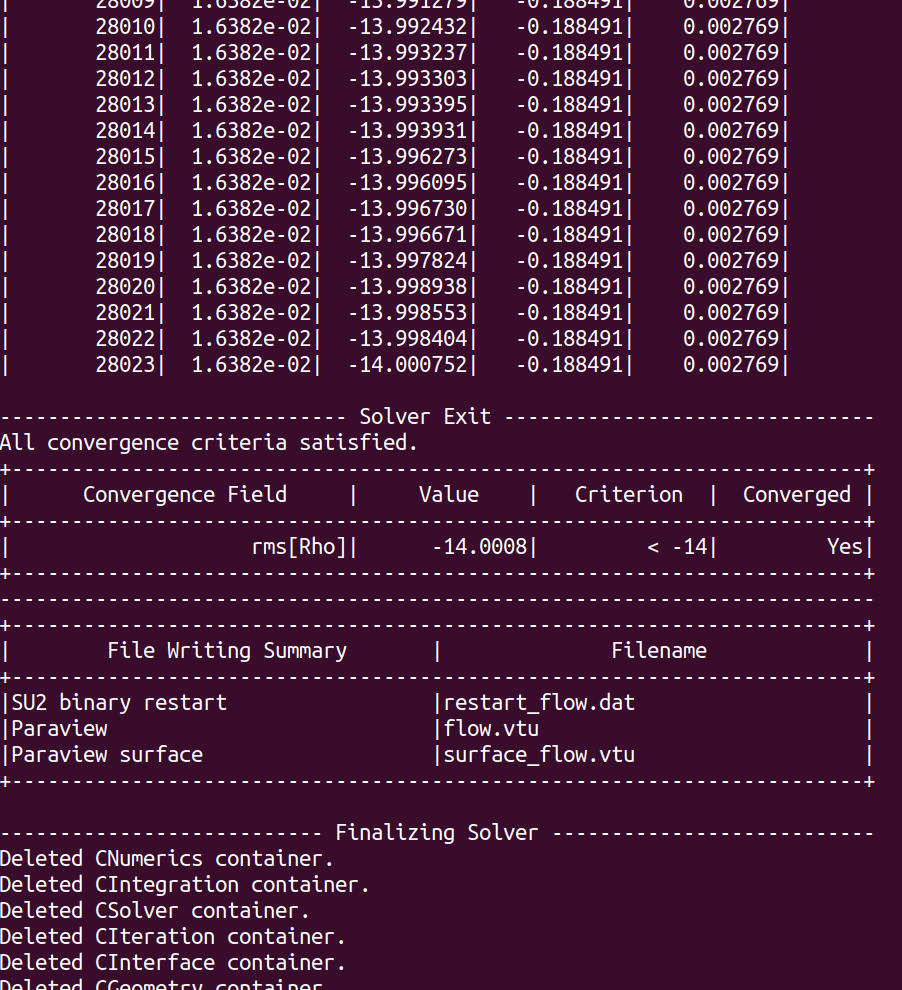 |       28009|  1.6382e-02|  -13.991279|   -0.188491|    0.002769|
|       28010|  1.6382e-02|  -13.992432|   -0.188491|    0.002769|
|       28011|  1.6382e-02|  -13.993237|   -0.188491|    0.002769|
|       28012|  1.6382e-02|  -13.993303|   -0.188491|    0.002769|
|       28013|  1.6382e-02|  -13.993395|   -0.188491|    0.002769|
|       28014|  1.6382e-02|  -13.993931|   -0.188491|    0.002769|
|       28015|  1.6382e-02|  -13.996273|   -0.188491|    0.002769|
|       28016|  1.6382e-02|  -13.996095|   -0.188491|    0.002769|
|       28017|  1.6382e-02|  -13.996730|   -0.188491|    0.002769|
|       28018|  1.6382e-02|  -13.996671|   -0.188491|    0.002769|
|       28019|  1.6382e-02|  -13.997824|   -0.188491|    0.002769|
|       28020|  1.6382e-02|  -13.998938|   -0.188491|    0.002769|
|       28021|  1.6382e-02|  -13.998553|   -0.188491|    0.002769|
|       28022|  1.6382e-02|  -13.998404|   -0.188491|    0.002769|
|       28023|  1.6382e-02|  -14.000752|   -0.188491|    0.002769|

----------------------------- Solver Exit -------------------------------
All convergence criteria satisfied.
+-----------------------------------------------------------------------+
|      Convergence Field     |     Value    |   Criterion  |  Converged |
+-----------------------------------------------------------------------+
|                    rms[Rho]|      -14.0008|         < -14|         Yes|
+-----------------------------------------------------------------------+
-------------------------------------------------------------------------
+-----------------------------------------------------------------------+
|        File Writing Summary       |              Filename             |
+-----------------------------------------------------------------------+
|SU2 binary restart                 |restart_flow.dat                   |
|Paraview                           |flow.vtu                           |
|Paraview surface                   |surface_flow.vtu                   |
+-----------------------------------------------------------------------+

--------------------------- Finalizing Solver ---------------------------
Deleted CNumerics container.
Deleted CIntegration container.
Deleted CSolver container.
Deleted CIteration container.
Deleted CInterface container.
Deleted CGeometry container.